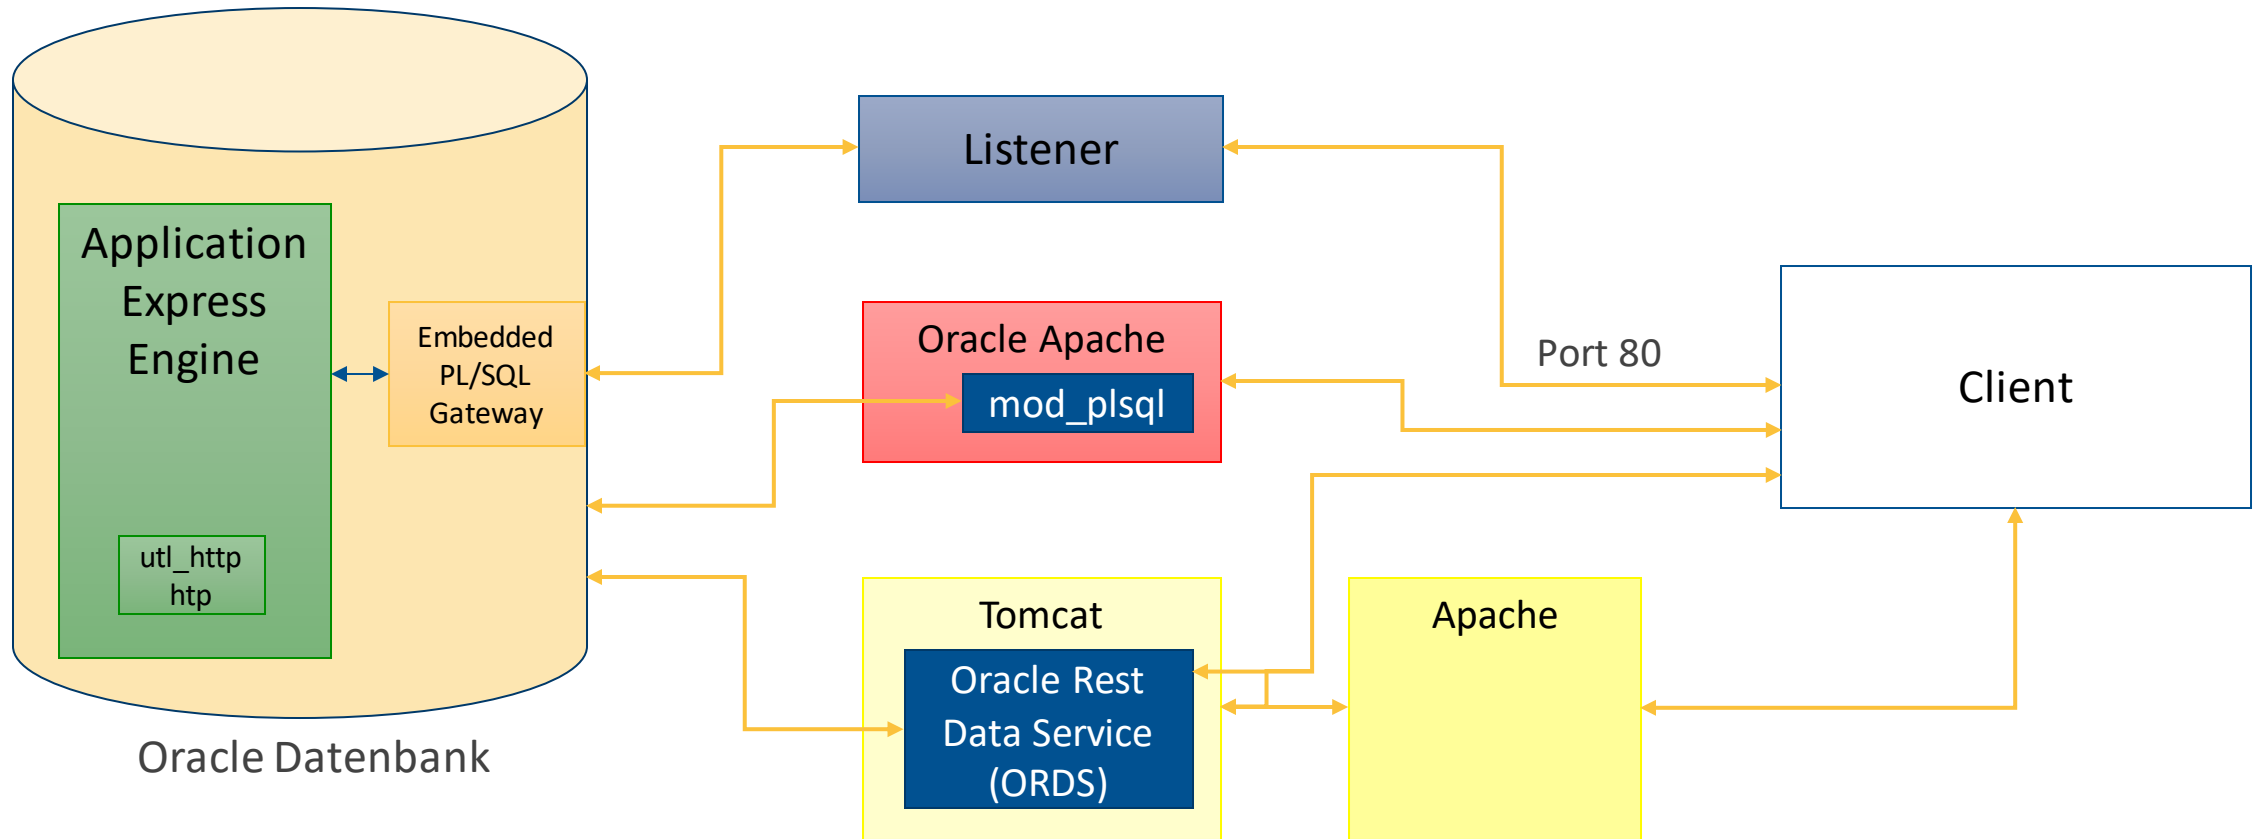 Application
Express
Engine
utl_http
htp
Embedded
PL/SQL
Gateway
Oracle Datenbank
Listener
Oracle Apache
mod_plsql
Tomcat
Oracle Rest
Data Service
(ORDS)
Apache
Port 80
Client